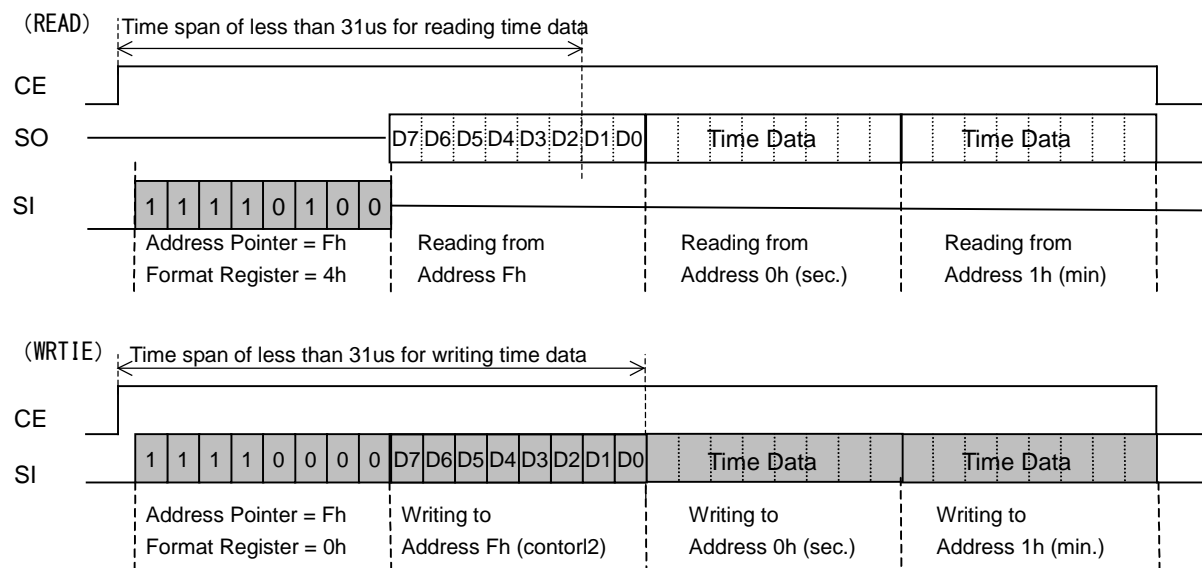 (READ)
Time span of less than 31us for reading time data
CE
SO D7 D6 D5 D4 D3 D2 D1 D0 Time Data Time Data
SI 1 1 1 1 0 1 0 0
Address Pointer = Fh Reading from Reading from Reading from
Format Register = 4h Address Fh Address 0h (sec.) Address 1h (min)
(WRTIE)
Time span of less than 31us for writing time data
CE
SI 1 1 1 1 0 0 0 0 D7 D6 D5 D4 D3 D2 D1 D0 Time Data Time Data
Address Pointer = Fh Writing to Writing to Writing to
Format Register = 0h Address Fh (contorl2) Address 0h (sec.) Address 1h (min.)